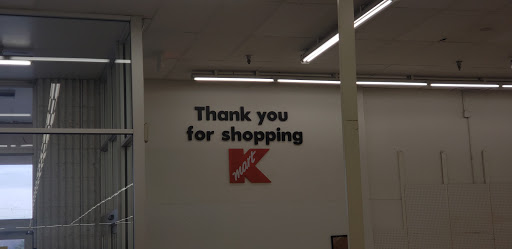 Thank you
for shopping
K
mart